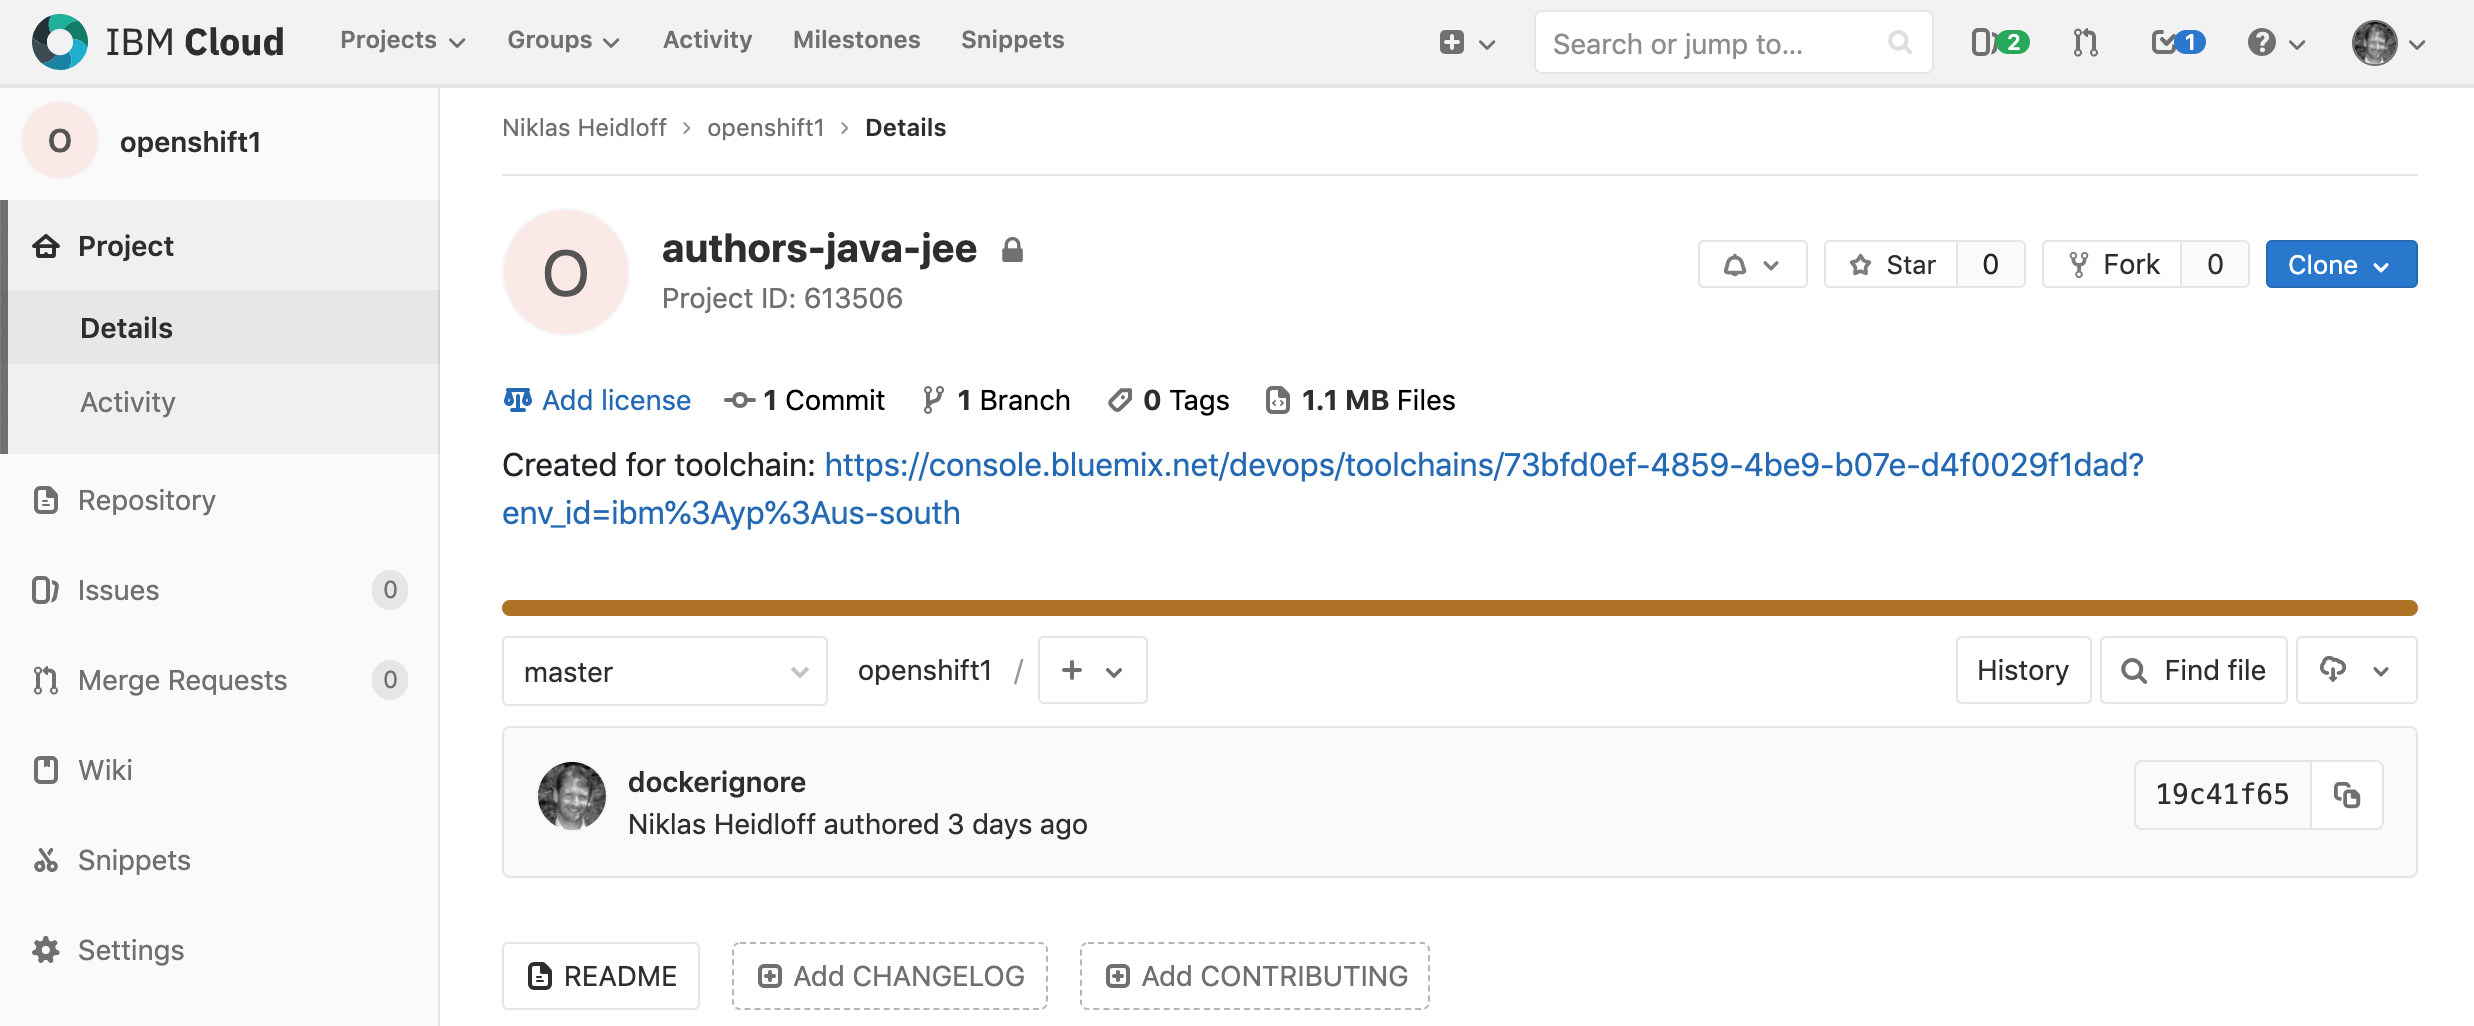 IBM Cloud Projects Groups Activity Milestones Snippets Search or jump to... 2 1
O openshift1
Project
Details
Activity
Repository
Issues 0
Merge Requests 0
Wiki
Snippets
Settings
Niklas Heidloff > openshift1 > Details
O
authors-java-jee
Project ID: 613506
Star 0 Fork 0 Clone
Add license 1 Commit 1 Branch 0 Tags 1.1 MB Files
Created for toolchain: https://console.bluemix.net/devops/toolchains/73bfd0ef-4859-4be9-b07e-d4f0029f1dad?
env_id=ibm%3Ayp%3Aus-south
master openshift1 / + History Find file
dockerignore
Niklas Heidloff authored 3 days ago
19c41f65
README Add CHANGELOG Add CONTRIBUTING